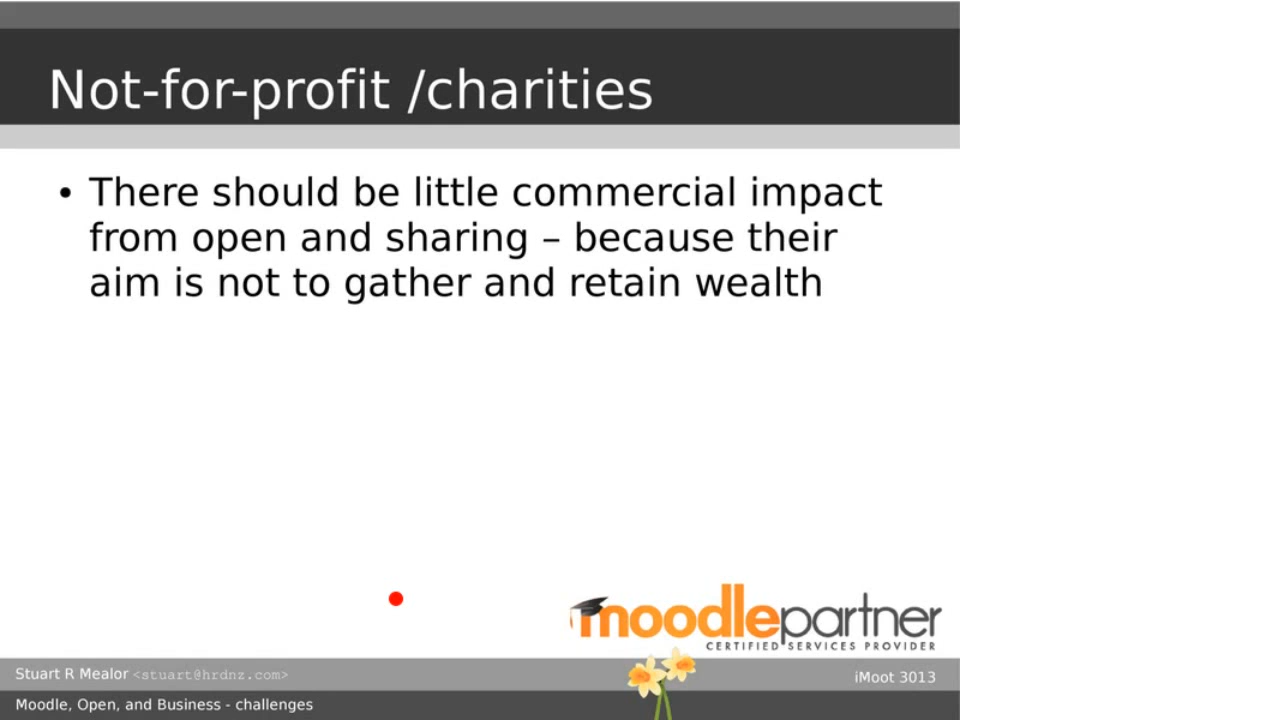 Not-for-profit /charities
• There should be little commercial impact
from open and sharing – because their
aim is not to gather and retain wealth
moodlepartner
CERTIFIED SERVICES PROVIDER
Stuart R Mealor <stuart@hrdnz.com>
iMoot 3013
Moodle, Open, and Business - challenges